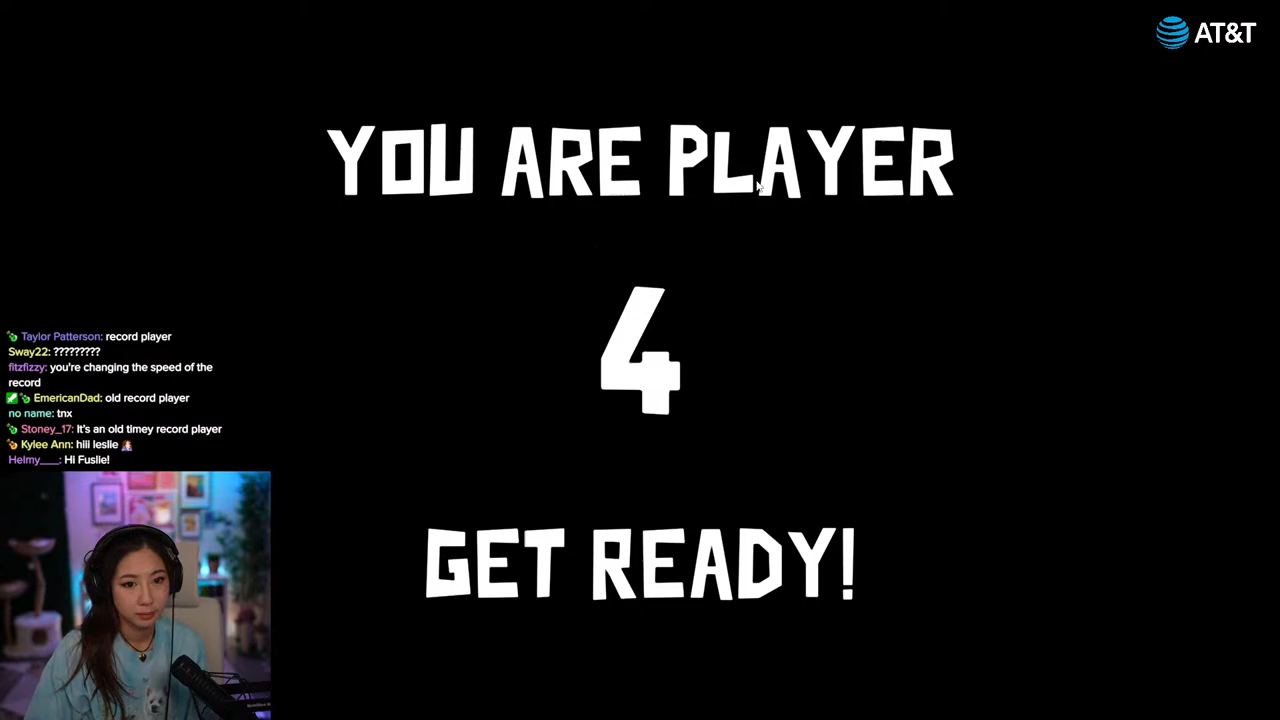 AT&T
YOU ARE PLAYER
4
GET READY!
Taylor Patterson: record player
Sway22: ?????????
fitzfizzy: you're changing the speed of the
record
EmericanDad: old record player
no name: tnx
Stoney_17: It's an old timey record player
Kylee Ann: hiii leslie
Helmy___: Hi Fuslie!